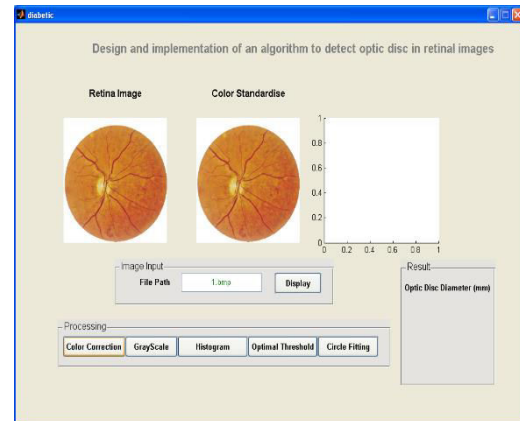 diabetic
Design and implementation of an algorithm to detect optic disc in retinal images
Retina Image
Color Standardise
1
0.8
0.6
0.4
0.2
0
0 0.2 0.4 0.6 0.8 1
Image Input
File Path 1.bmp Display
Result
Optic Disc Diameter (mm)
Processing
Color Correction GrayScale Histogram Optimal Threshold Circle Fitting